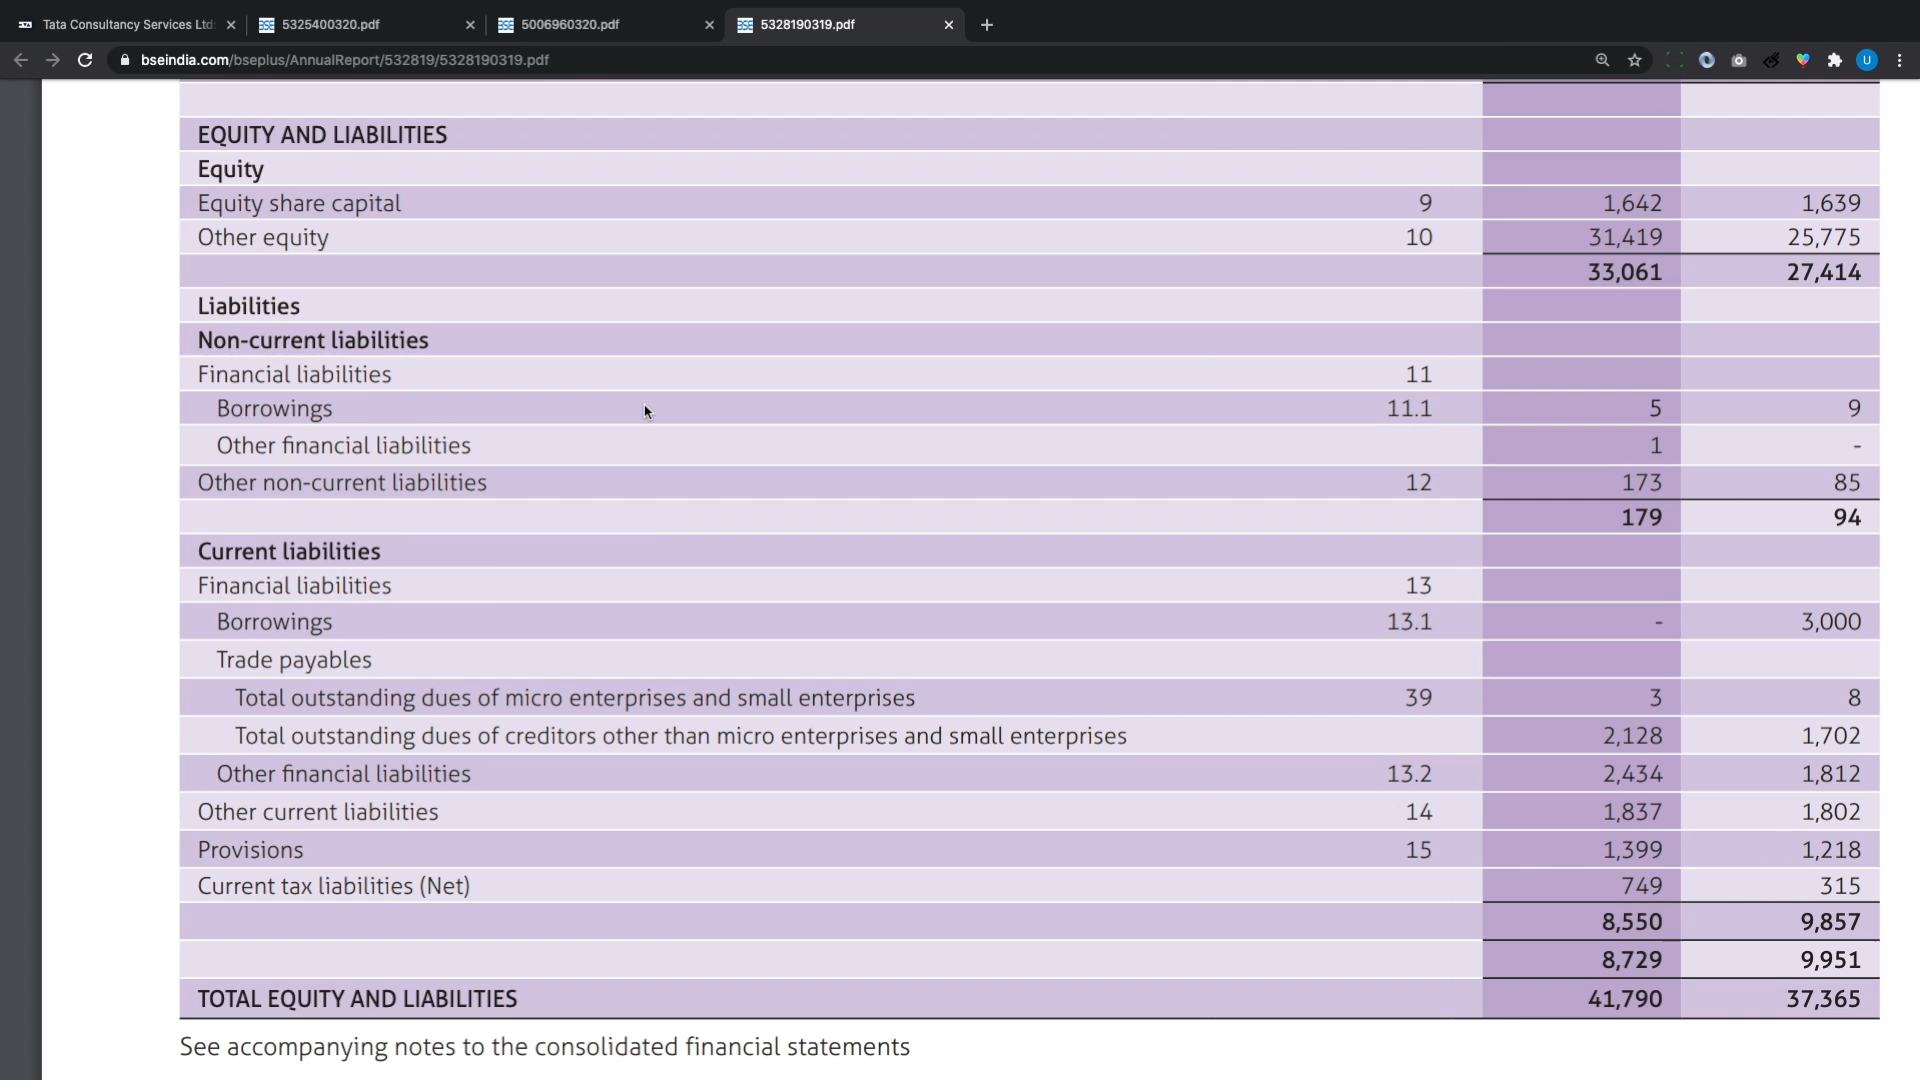 Tata Consultancy Services Ltd
5325400320.pdf
5006960320.pdf
5328190319.pdf
bseindia.com/bseplus/AnnualReport/532819/5328190319.pdf
U
EQUITY AND LIABILITIES
Equity
Equity share capital 9 1,642 1,639
Other equity 10 31,419 25,775
33,061 27,414
Liabilities
Non-current liabilities
Financial liabilities 11
Borrowings 11.1 5 9
Other financial liabilities 1 -
Other non-current liabilities 12 173 85
179 94
Current liabilities
Financial liabilities 13
Borrowings 13.1 - 3,000
Trade payables
Total outstanding dues of micro enterprises and small enterprises 39 3 8
Total outstanding dues of creditors other than micro enterprises and small enterprises 2,128 1,702
Other financial liabilities 13.2 2,434 1,812
Other current liabilities 14 1,837 1,802
Provisions 15 1,399 1,218
Current tax liabilities (Net) 749 315
8,550 9,857
8,729 9,951
TOTAL EQUITY AND LIABILITIES 41,790 37,365
See accompanying notes to the consolidated financial statements